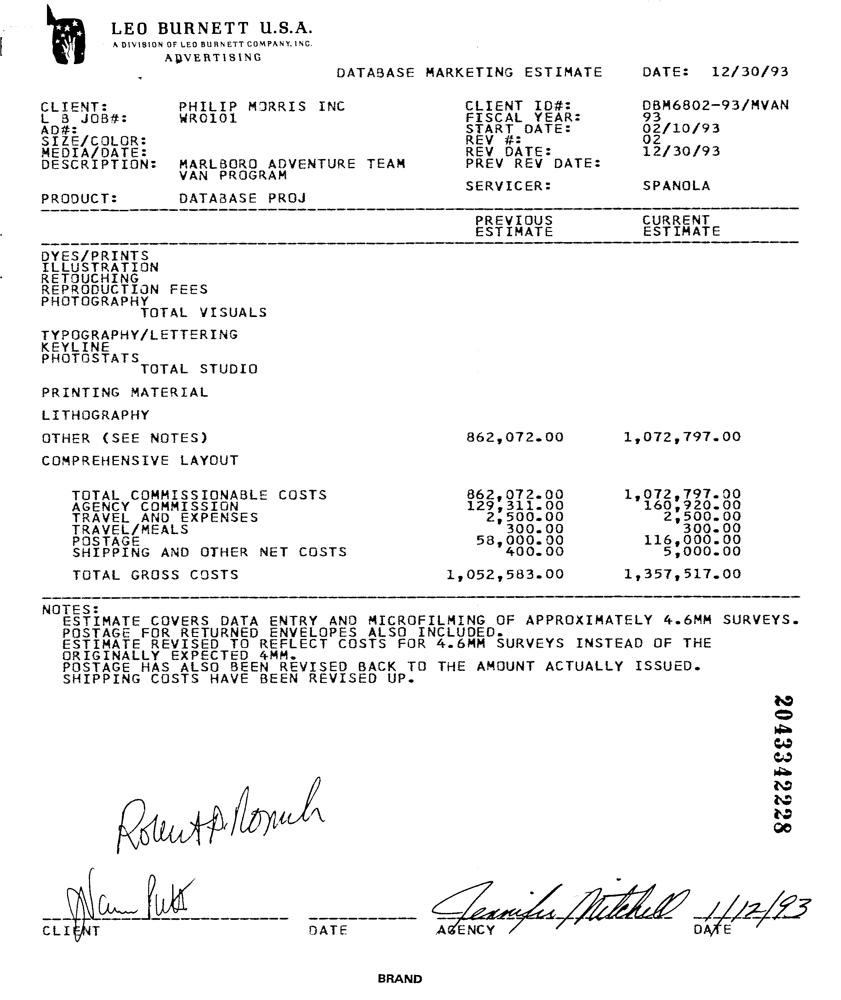 LEO BURNETT U.S.A.
A DIVISION OF LEO BURNETT COMPANY, INC.
ADVERTISING
DATABASE MARKETING ESTIMATE DATE: 12/30/93
CLIENT: PHILIP MORRIS INC CLIENT ID#: DBM6802-93/MVAN
L B JOB#: WRO101 FISCAL YEAR: 93
AD#: START DATE: 02/10/93
SIZE/COLOR: REV #: 02
MEDIA/DATE: REV DATE: 12/30/93
DESCRIPTION: MARLBORO ADVENTURE TEAM PREV REV DATE:
VAN PROGRAM
SERVICER: SPANOLA
PRODUCT: DATABASE PROJ
PREVIOUS CURRENT
ESTIMATE ESTIMATE
DYES/PRINTS
ILLUSTRATION
RETOUCHING
REPRODUCTION FEES
PHOTOGRAPHY
TOTAL VISUALS
TYPOGRAPHY/LETTERING
KEYLINE
PHOTOSTATS
TOTAL STUDIO
PRINTING MATERIAL
LITHOGRAPHY
OTHER (SEE NOTES) 862,072.00 1,072,797.00
COMPREHENSIVE LAYOUT
TOTAL COMMISSIONABLE COSTS 862,072.00 1,072,797.00
AGENCY COMMISSION 129,311.00 160,920.00
TRAVEL AND EXPENSES 2,500.00 2,500.00
TRAVEL/MEALS 300.00 300.00
POSTAGE 58,000.00 116,000.00
SHIPPING AND OTHER NET COSTS 400.00 5,000.00
TOTAL GROSS COSTS 1,052,583.00 1,357,517.00
NOTES:
ESTIMATE COVERS DATA ENTRY AND MICROFILMING OF APPROXIMATELY 4.6MM SURVEYS.
POSTAGE FOR RETURNED ENVELOPES ALSO INCLUDED.
ESTIMATE REVISED TO REFLECT COSTS FOR 4.6MM SURVEYS INSTEAD OF THE
ORIGINALLY EXPECTED 4MM.
POSTAGE HAS ALSO BEEN REVISED BACK TO THE AMOUNT ACTUALLY ISSUED.
SHIPPING COSTS HAVE BEEN REVISED UP.
2043342228
Jennifer Mitchell 1/12/93
CLIENT DATE AGENCY DATE
BRAND